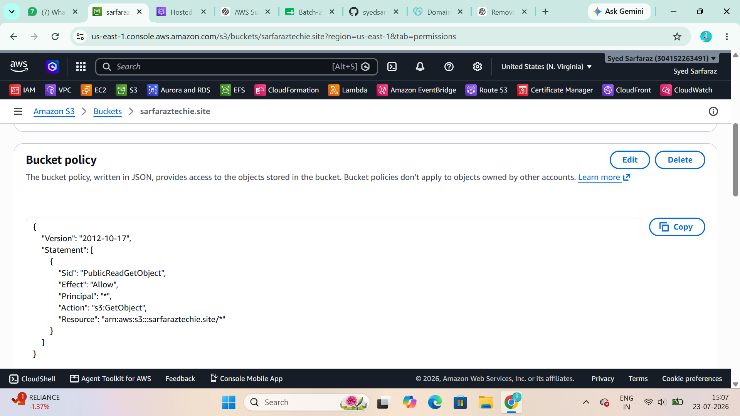 (7) Wha
sarfaraz
Hosted
AWS S
Batch-2
syedsar
Domain
Remov
Ask Gemini
us-east-1.console.aws.amazon.com/s3/buckets/sarfaraztechie.site?region=us-east-1&tab=permissions
aws
Search
[Alt+S]
United States (N. Virginia)
Syed Sarfaraz (304152263491)
Syed Sarfaraz
IAM
VPC
EC2
S3
Aurora and RDS
EFS
CloudFormation
Lambda
Amazon EventBridge
Route 53
Certificate Manager
CloudFront
CloudWatch
Amazon S3
Buckets
sarfaraztechie.site
Bucket policy
Edit
Delete
The bucket policy, written in JSON, provides access to the objects stored in the bucket. Bucket policies don't apply to objects owned by other accounts. Learn more
Copy
{
"Version": "2012-10-17",
"Statement": [
{
"Sid": "PublicReadGetObject",
"Effect": "Allow",
"Principal": "*",
"Action": "s3:GetObject",
"Resource": "arn:aws:s3:::sarfaraztechie.site/*"
}
]
}
CloudShell
Agent Toolkit for AWS
Feedback
Console Mobile App
© 2026, Amazon Web Services, Inc. or its affiliates.
Privacy
Terms
Cookie preferences
RELIANCE
-1.37%
Search
ENG
IN
15:07
23-07-2026